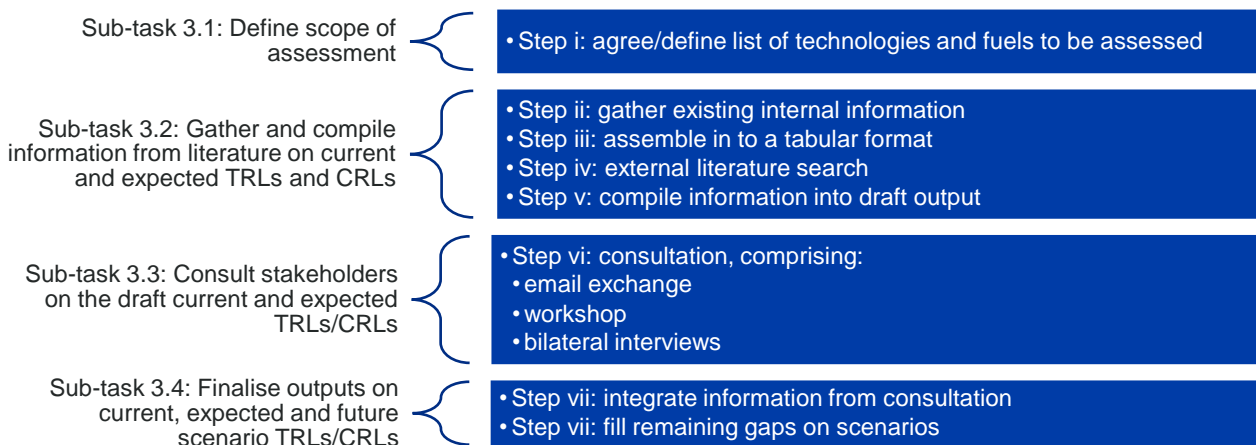 Sub-task 3.1: Define scope of
assessment
• Step i: agree/define list of technologies and fuels to be assessed
Sub-task 3.2: Gather and compile
information from literature on current
and expected TRLs and CRLs
• Step ii: gather existing internal information
• Step iii: assemble in to a tabular format
• Step iv: external literature search
• Step v: compile information into draft output
Sub-task 3.3: Consult stakeholders
on the draft current and expected
TRLs/CRLs
• Step vi: consultation, comprising:
• email exchange
• workshop
• bilateral interviews
Sub-task 3.4: Finalise outputs on
current, expected and future
scenario TRLs/CRLs
• Step vii: integrate information from consultation
• Step vii: fill remaining gaps on scenarios